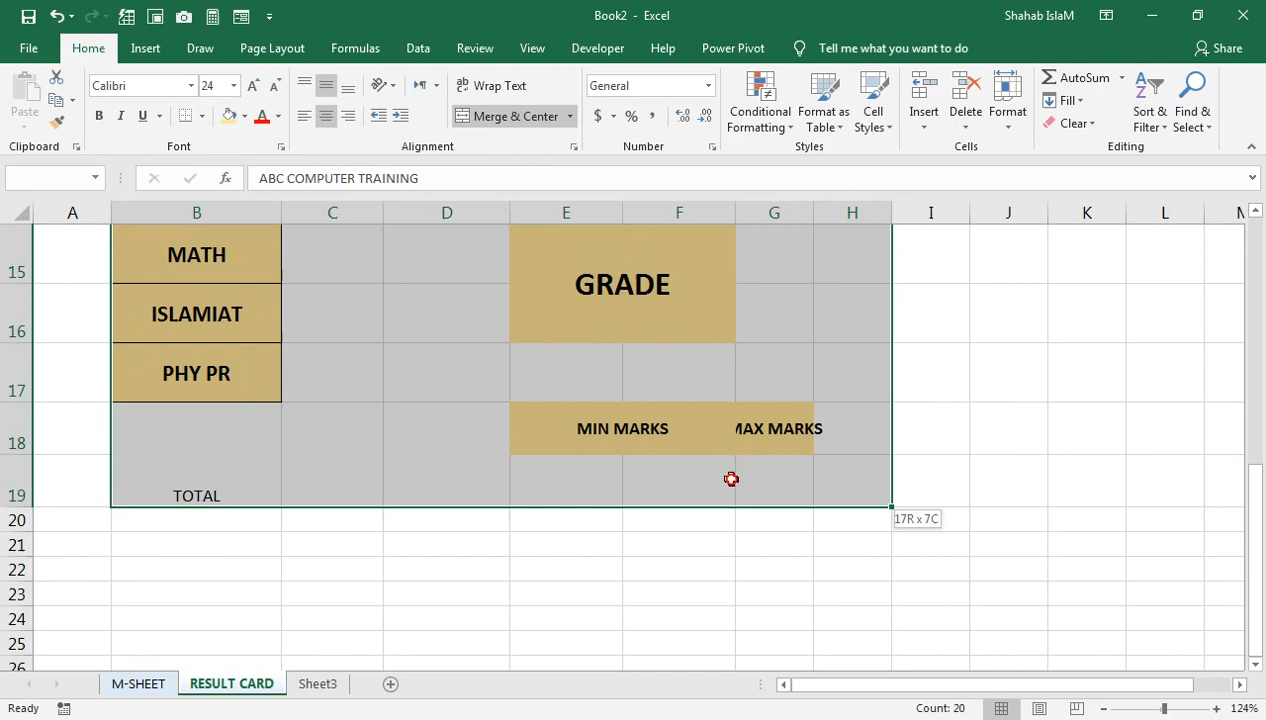 Book2 - Excel
Shahab IslaM
File Home Insert Draw Page Layout Formulas Data Review View Developer Help Power Pivot Tell me what you want to do Share
Paste
Calibri 24
A A
ab Wrap Text
General
Conditional Formatting
Format as Table
Cell Styles
Insert Delete Format
AutoSum
Fill
Clear
Sort & Filter
Find & Select
B I U A
Merge & Center
$ % ,
Clipboard Font Alignment Number Styles Cells Editing
fx ABC COMPUTER TRAINING
A B C D E F G H I J K L M
15 MATH
GRADE
16 ISLAMIAT
17 PHY PR
18 MIN MARKS MAX MARKS
19 TOTAL
17R x 7C
20
21
22
23
24
25
26
M-SHEET RESULT CARD Sheet3
Ready Count: 20 124%